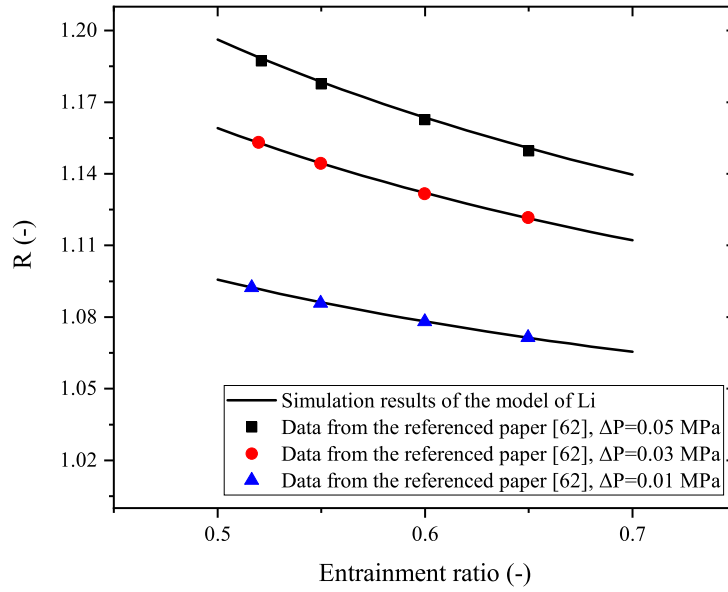 1.20
1.17
1.14
1.11
1.08
1.05
1.02
R (-)
Simulation results of the model of Li
Data from the referenced paper [62], ΔP=0.05 MPa
Data from the referenced paper [62], ΔP=0.03 MPa
Data from the referenced paper [62], ΔP=0.01 MPa
0.5 0.6 0.7
Entrainment ratio (-)